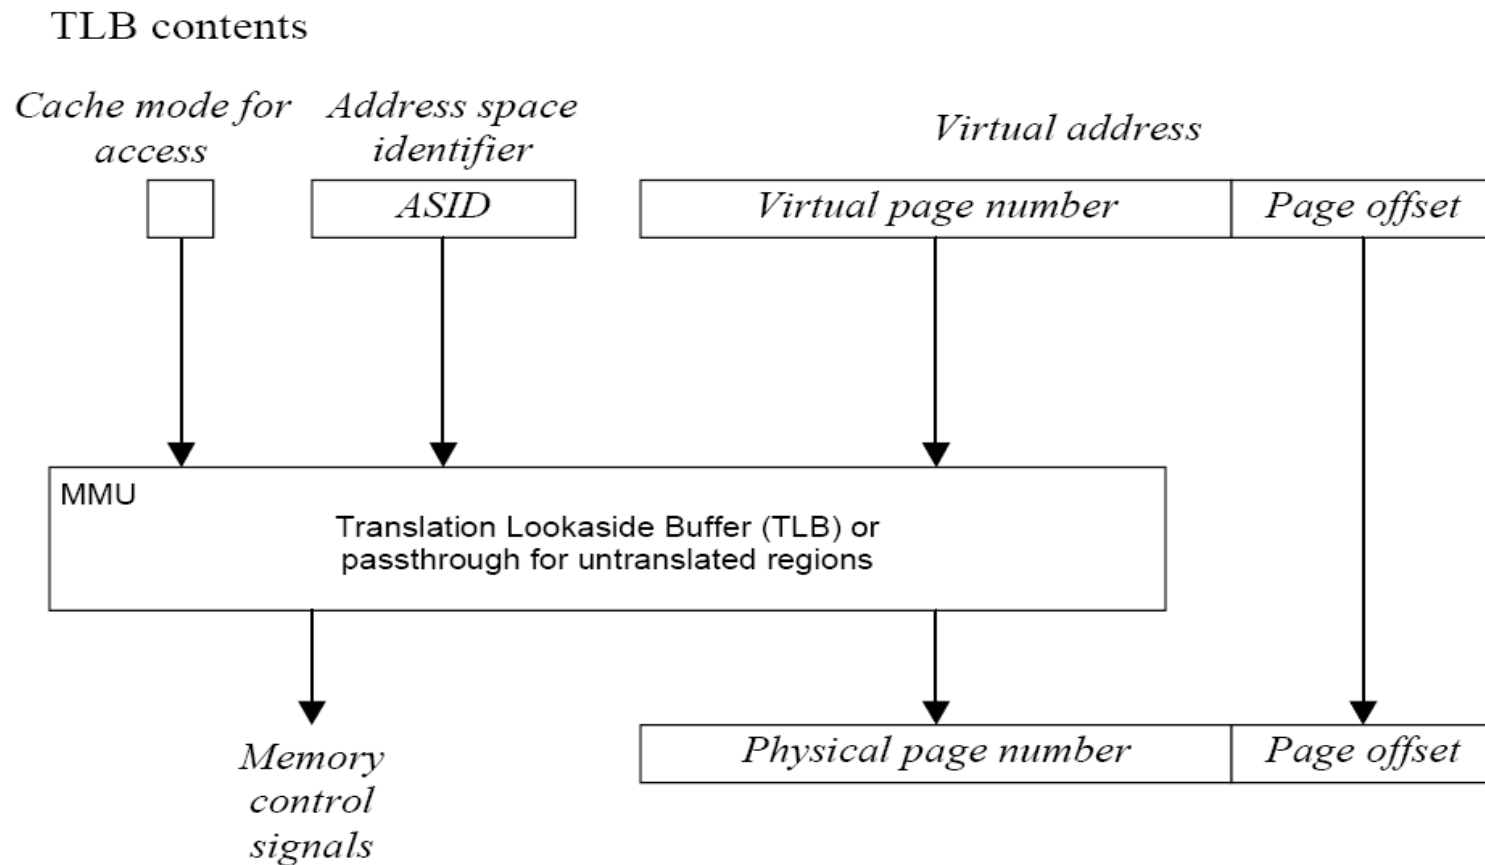 TLB contents
Cache mode for
access
Address space
identifier
Virtual address
ASID
Virtual page number
Page offset
MMU
Translation Lookaside Buffer (TLB) or
passthrough for untranslated regions
Memory
control
signals
Physical page number
Page offset